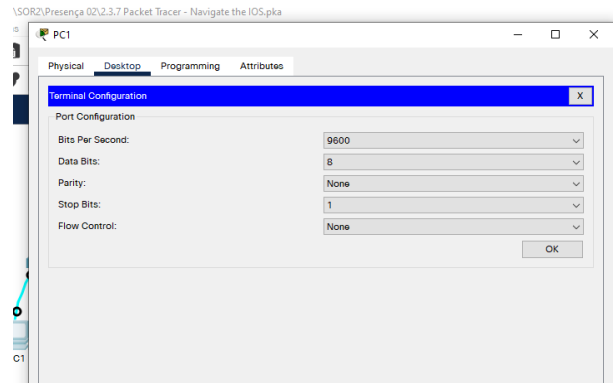 \SOR2\Presença 02\2.3.7 Packet Tracer - Navigate the IOS.pka
PC1
Physical Desktop Programming Attributes
Terminal Configuration X
Port Configuration
Bits Per Second: 9600
Data Bits: 8
Parity: None
Stop Bits: 1
Flow Control: None
OK
C1